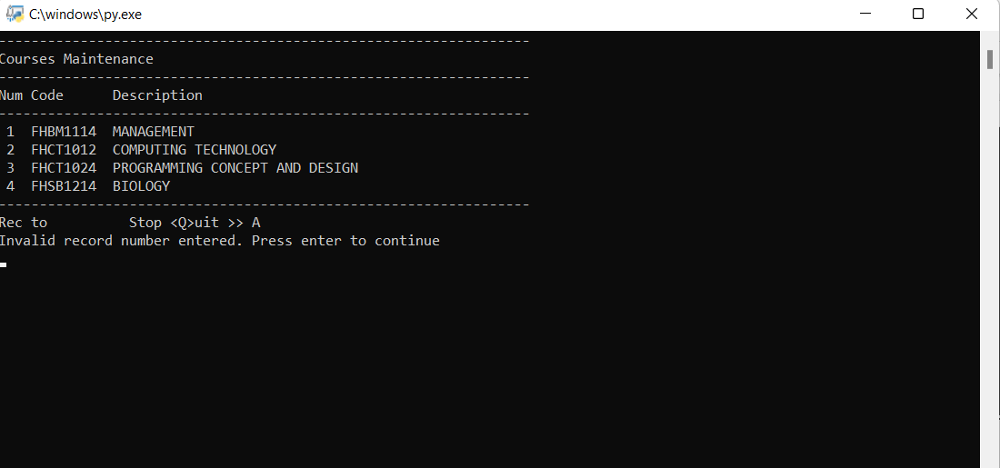 C:\windows\py.exe
-----------------------------------------------------------------
Courses Maintenance
-----------------------------------------------------------------
Num Code      Description
-----------------------------------------------------------------
 1  FHBM1114  MANAGEMENT
 2  FHCT1012  COMPUTING TECHNOLOGY
 3  FHCT1024  PROGRAMMING CONCEPT AND DESIGN
 4  FHSB1214  BIOLOGY
-----------------------------------------------------------------
Rec to          Stop <Q>uit >> A
Invalid record number entered. Press enter to continue